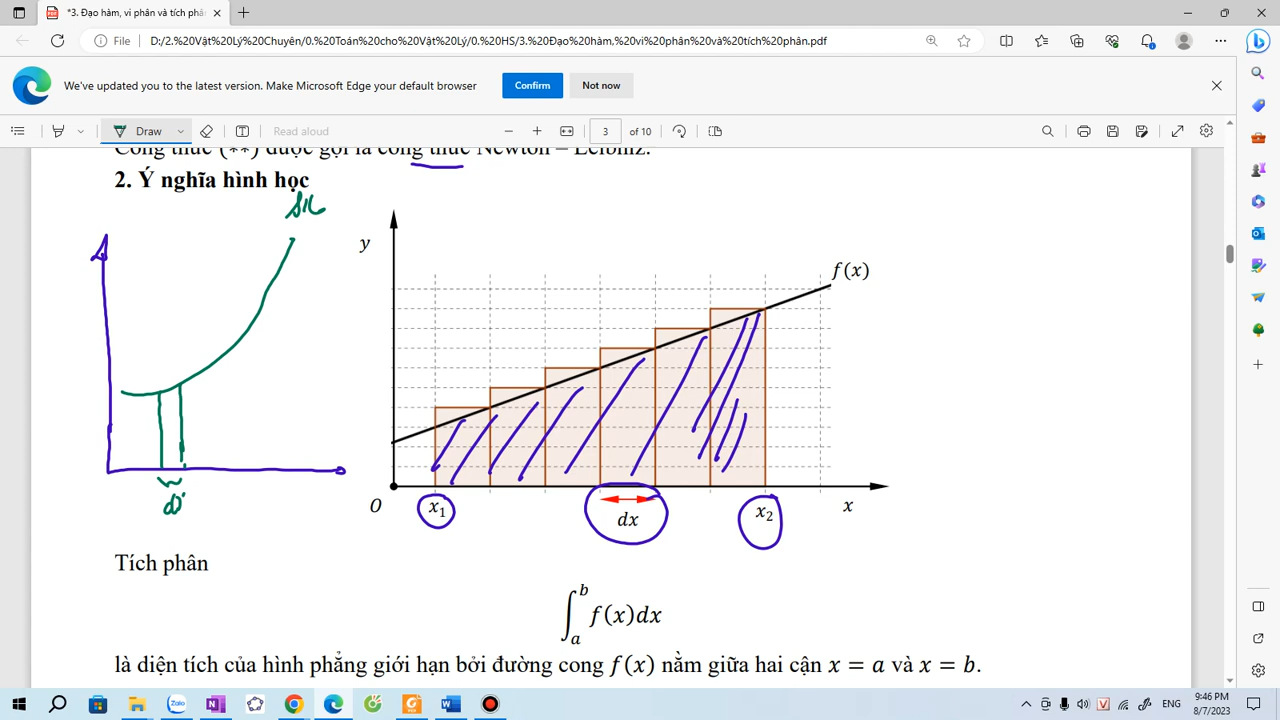 *3. Đạo hàm, vi phân và tích phâ
File
D:/2.%20Vật%20Lý%20Chuyên/0.%20Toán%20cho%20Vật%20Lý/0.%20HS/3.%20Đạo%20hàm,%20vi%20phân%20và%20tích%20phân.pdf
We've updated you to the latest version. Make Microsoft Edge your default browser
Confirm
Not now
Draw
Read aloud
3 of 10
Công thức (**) được gọi là công thức Newton – Leibniz.
2. Ý nghĩa hình học
y
f(x)
O
x₁
dx
x₂
x
Tích phân
∫ₐᵇ f(x)dx
là diện tích của hình phẳng giới hạn bởi đường cong f(x) nằm giữa hai cận x = a và x = b.
Zalo
ENG
9:46 PM
8/7/2023